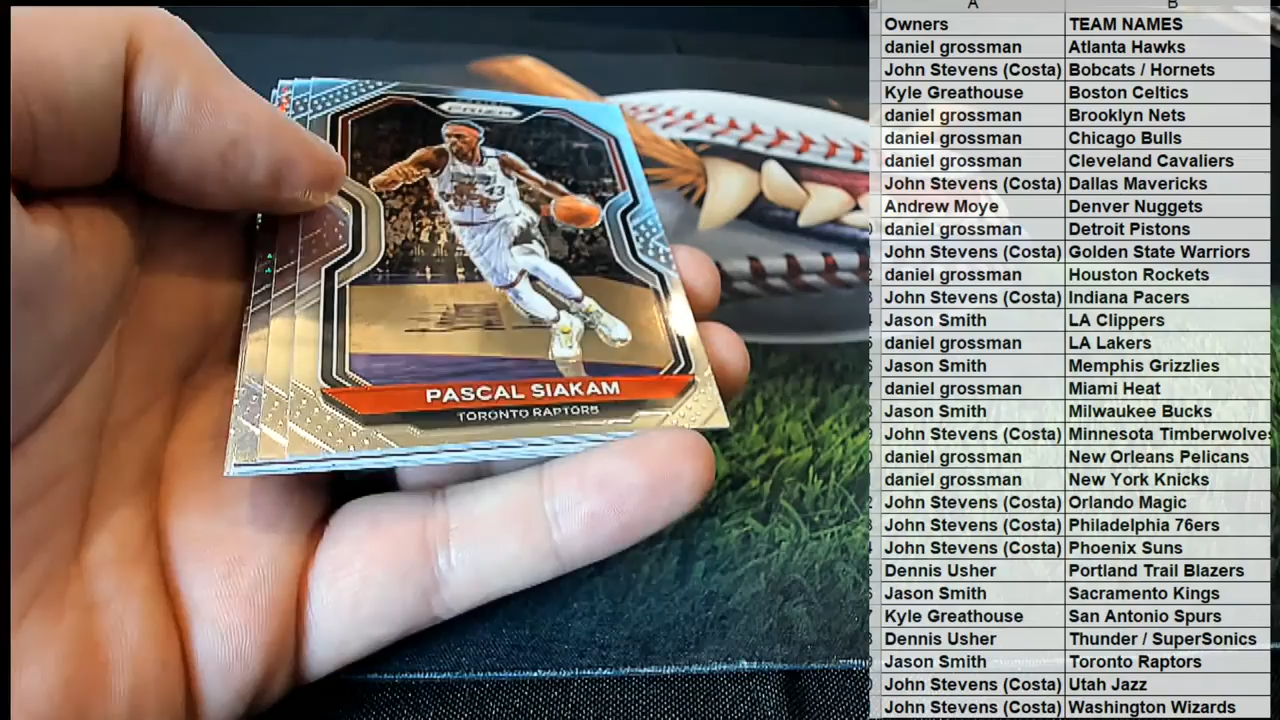 PRIZM
43
PASCAL SIAKAM
TORONTO RAPTORS
A B
Owners TEAM NAMES
daniel grossman Atlanta Hawks
John Stevens (Costa) Bobcats / Hornets
Kyle Greathouse Boston Celtics
daniel grossman Brooklyn Nets
daniel grossman Chicago Bulls
daniel grossman Cleveland Cavaliers
John Stevens (Costa) Dallas Mavericks
Andrew Moye Denver Nuggets
daniel grossman Detroit Pistons
John Stevens (Costa) Golden State Warriors
daniel grossman Houston Rockets
John Stevens (Costa) Indiana Pacers
Jason Smith LA Clippers
daniel grossman LA Lakers
Jason Smith Memphis Grizzlies
daniel grossman Miami Heat
Jason Smith Milwaukee Bucks
John Stevens (Costa) Minnesota Timberwolves
daniel grossman New Orleans Pelicans
daniel grossman New York Knicks
John Stevens (Costa) Orlando Magic
John Stevens (Costa) Philadelphia 76ers
John Stevens (Costa) Phoenix Suns
Dennis Usher Portland Trail Blazers
Jason Smith Sacramento Kings
Kyle Greathouse San Antonio Spurs
Dennis Usher Thunder / SuperSonics
Jason Smith Toronto Raptors
John Stevens (Costa) Utah Jazz
John Stevens (Costa) Washington Wizards